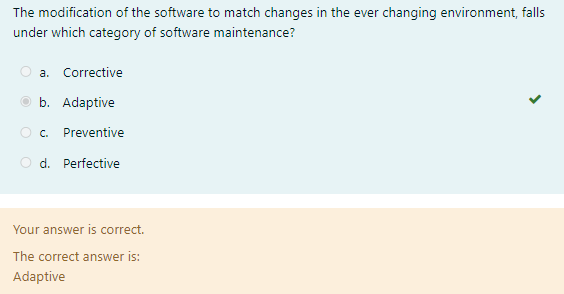 The modification of the software to match changes in the ever changing environment, falls
under which category of software maintenance?
a. Corrective
b. Adaptive
c. Preventive
d. Perfective
Your answer is correct.
The correct answer is:
Adaptive